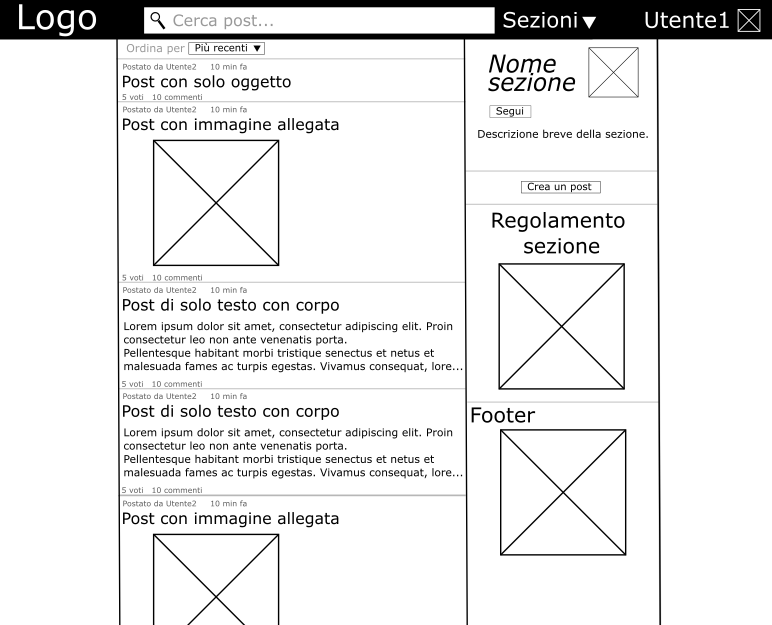 Logo
Cerca post...
Sezioni
Utente1
Ordina per Più recenti
Postato da Utente2 10 min fa
Post con solo oggetto
5 voti 10 commenti
Postato da Utente2 10 min fa
Post con immagine allegata
5 voti 10 commenti
Postato da Utente2 10 min fa
Post di solo testo con corpo
Lorem ipsum dolor sit amet, consectetur adipiscing elit. Proin
consectetur leo non ante venenatis porta.
Pellentesque habitant morbi tristique senectus et netus et
malesuada fames ac turpis egestas. Vivamus consequat, lore...
5 voti 10 commenti
Postato da Utente2 10 min fa
Post di solo testo con corpo
Lorem ipsum dolor sit amet, consectetur adipiscing elit. Proin
consectetur leo non ante venenatis porta.
Pellentesque habitant morbi tristique senectus et netus et
malesuada fames ac turpis egestas. Vivamus consequat, lore...
5 voti 10 commenti
Postato da Utente2 10 min fa
Post con immagine allegata
Nome
sezione
Segui
Descrizione breve della sezione.
Crea un post
Regolamento
sezione
Footer